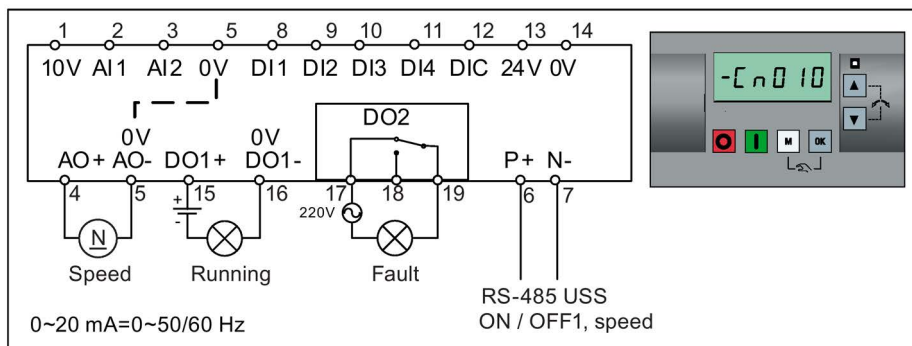 1 2 3 5 8 9 10 11 12 13 14
10V AI1 AI2 0V DI1 DI2 DI3 DI4 DIC 24V 0V
-Cn010
DO2
0V 0V
AO+ AO- DO1+ DO1- P+ N-
M OK
4 5 15 16 17 18 19 6 7
+
-
220V
N
Speed Running Fault
RS-485 USS
ON / OFF1, speed
0~20 mA=0~50/60 Hz